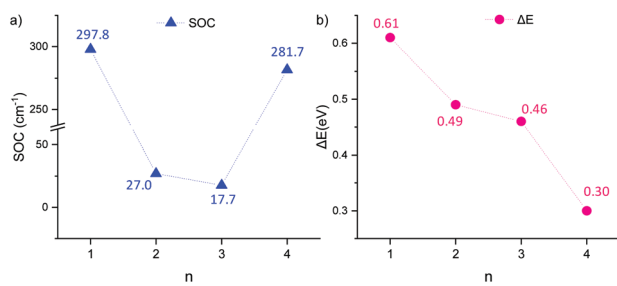 a)
SOC
297.8
281.7
27.0
17.7
300
250
50
0
SOC (cm⁻¹)
1 2 3 4
n
b)
ΔE
0.61
0.49
0.46
0.30
0.6
0.5
0.4
0.3
ΔE(eV)
1 2 3 4
n